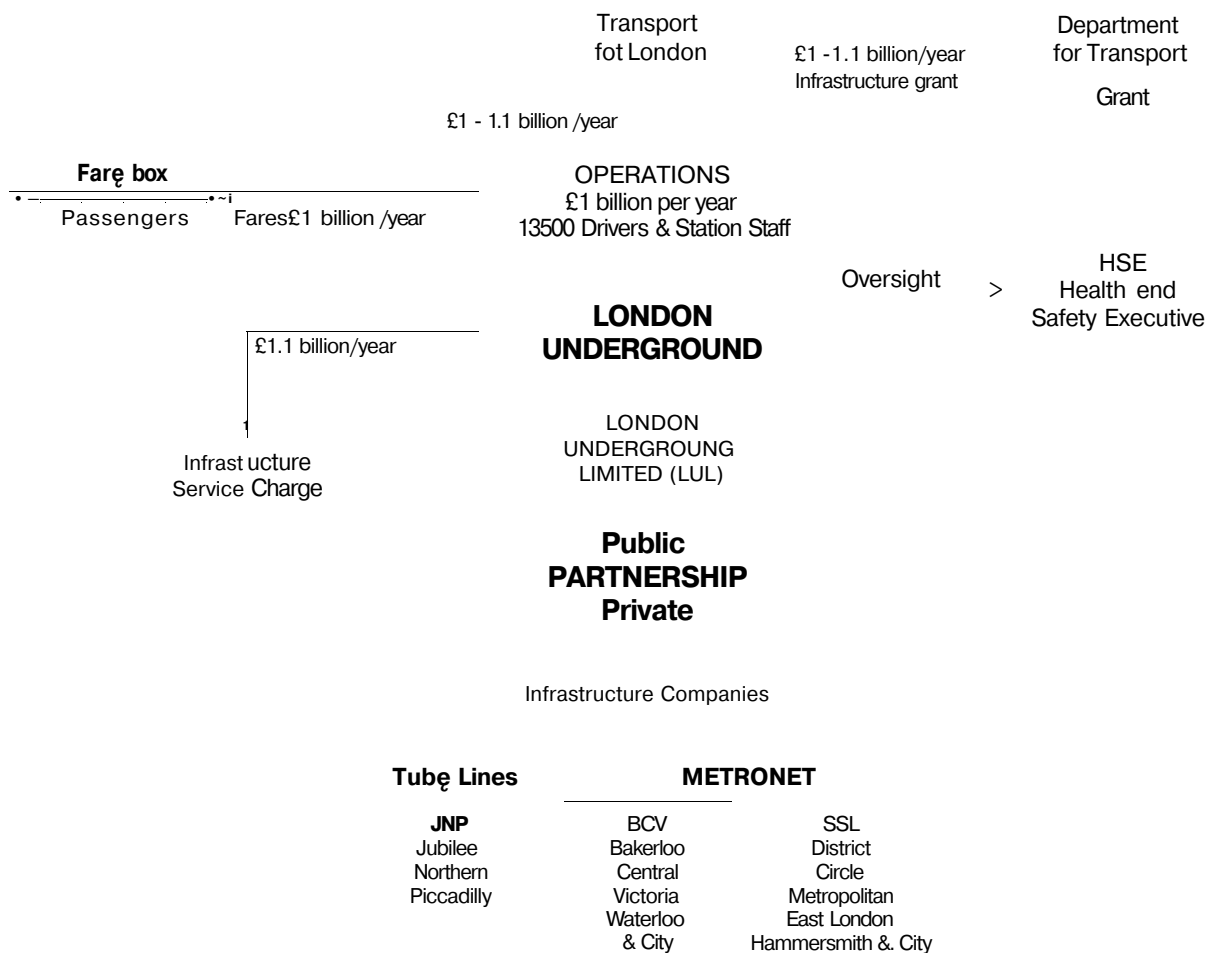 Transport
fot London
£1 -1.1 billion/year
Infrastructure grant
Department
for Transport
Grant
£1 - 1.1 billion /year
Farę box
Passengers
Fares£1 billion /year
OPERATIONS
£1 billion per year
13500 Drivers & Station Staff
Oversight
>
HSE
Health end
Safety Executive
LONDON
UNDERGROUND
£1.1 billion/year
Infrast ucture
Service Charge
LONDON
UNDERGROUNG
LIMITED (LUL)
Public
PARTNERSHIP
Private
Infrastructure Companies
Tubę Lines
METRONET
JNP
Jubilee
Northern
Piccadilly
BCV
Bakerloo
Central
Victoria
Waterloo
& City
SSL
District
Circle
Metropolitan
East London
Hammersmith &. City